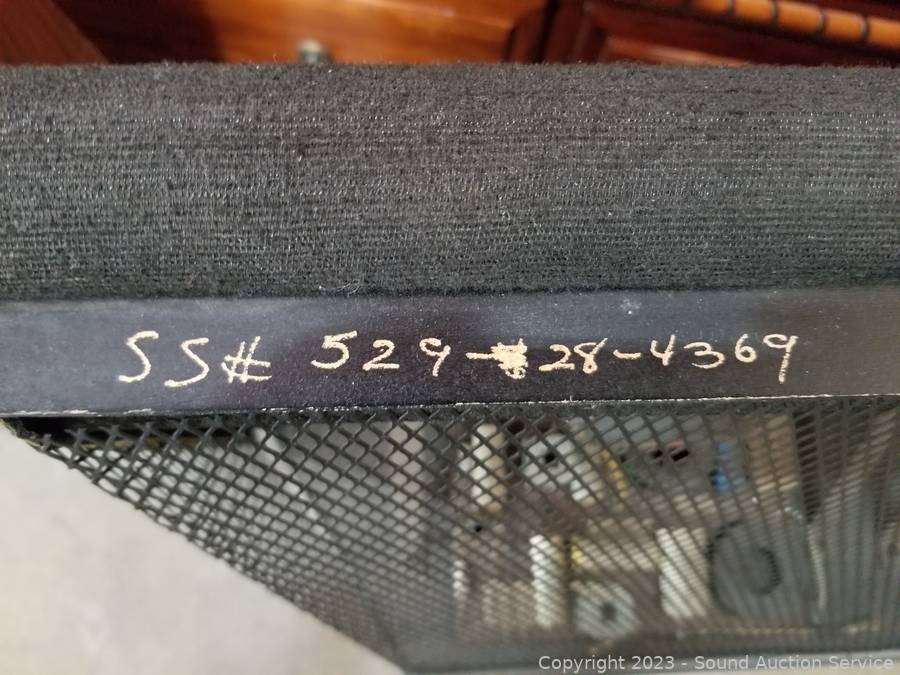 SS# 529-28-4369
Copyright 2023 - Sound Auction Service